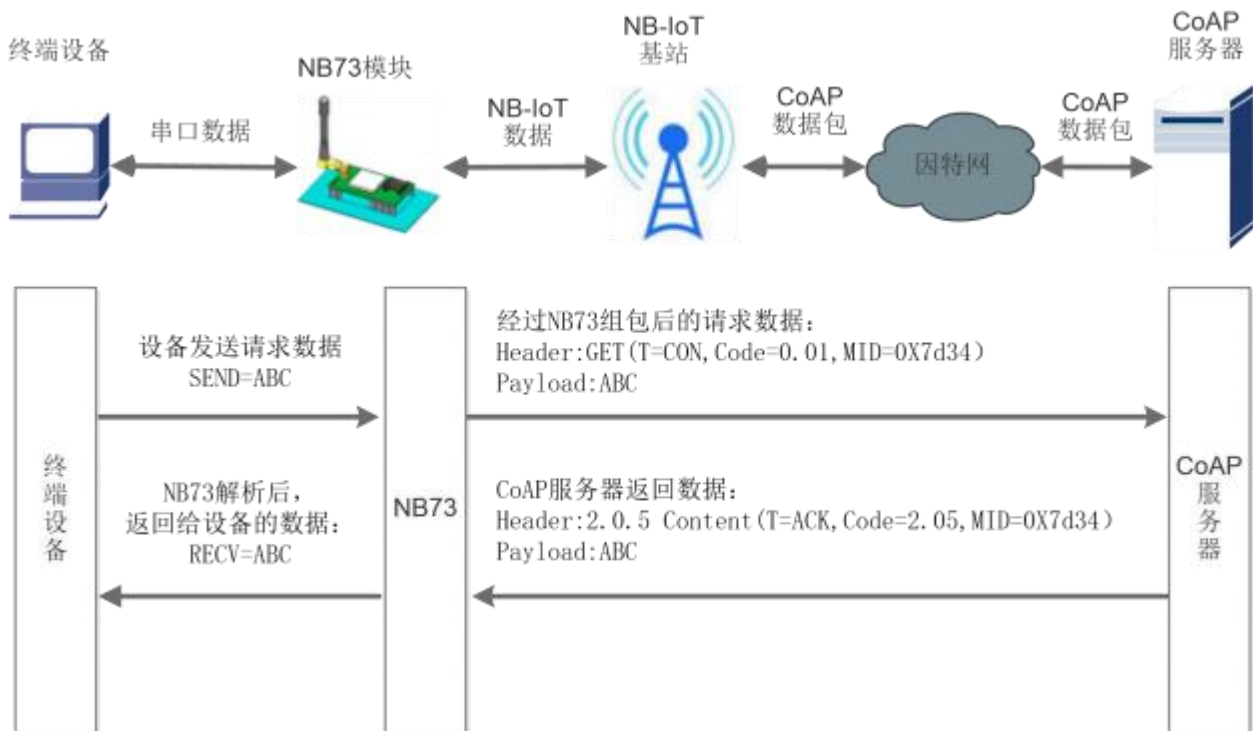 终端设备
NB73模块
NB-IoT
基站
CoAP
服务器
串口数据
NB-IoT
数据
CoAP
数据包
因特网
CoAP
数据包
设备发送请求数据
SEND=ABC
经过NB73组包后的请求数据：
Header:GET(T=CON,Code=0.01,MID=0X7d34)
Payload:ABC
终
端
设
备
NB73解析后，
返回给设备的数据：
RECV=ABC
NB73
CoAP服务器返回数据：
Header:2.0.5 Content(T=ACK,Code=2.05,MID=0X7d34)
Payload:ABC
CoAP
服
务
器